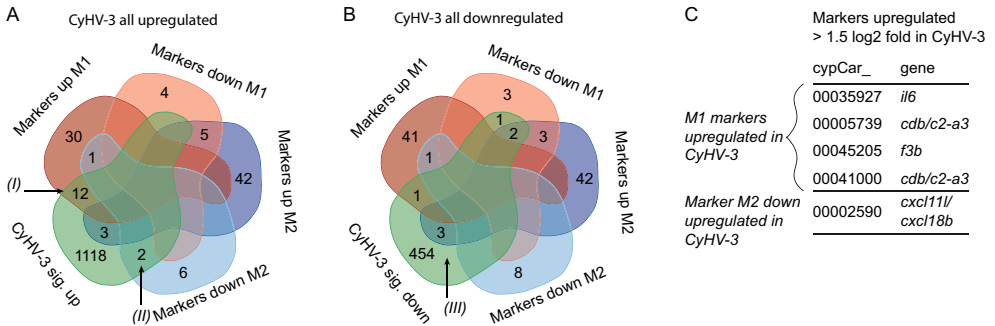 A
CyHV-3 all upregulated
Markers up M1
Markers down M1
Markers up M2
Markers down M2
CyHV-3 sig. up
4
30
5
1
42
12
3
1118
2
6
(I)
(II)
B
CyHV-3 all downregulated
Markers up M1
Markers down M1
Markers up M2
Markers down M2
CyHV-3 sig. down
3
1
41
2
3
1
42
1
3
454
8
(III)
C
Markers upregulated
> 1.5 log2 fold in CyHV-3
cypCar_ gene
M1 markers
upregulated in
CyHV-3
00035927 il6
00005739 cdb/c2-a3
00045205 f3b
00041000 cdb/c2-a3
Marker M2 down
upregulated in
CyHV-3
00002590 cxcl11l/
cxcl18b